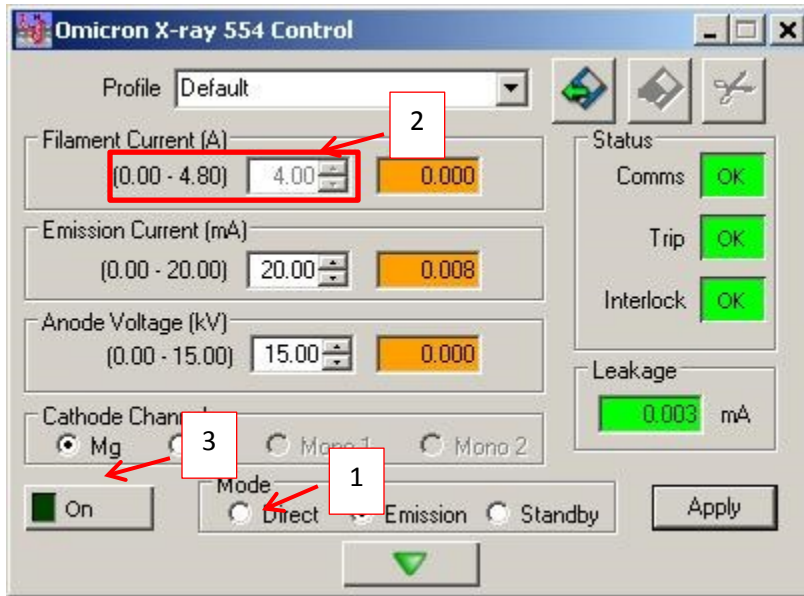 Omicron X-ray 554 Control
Profile Default
2
Filament Current (A)
(0.00 - 4.80) 4.00 0.000
Emission Current (mA)
(0.00 - 20.00) 20.00 0.008
Anode Voltage (kV)
(0.00 - 15.00) 15.00 0.000
Status
Comms OK
Trip OK
Interlock OK
Leakage
0.003 mA
Cathode
Mg 3 Mono 1 Mono 2
On
Mode 1
Direct Emission Standby
Apply